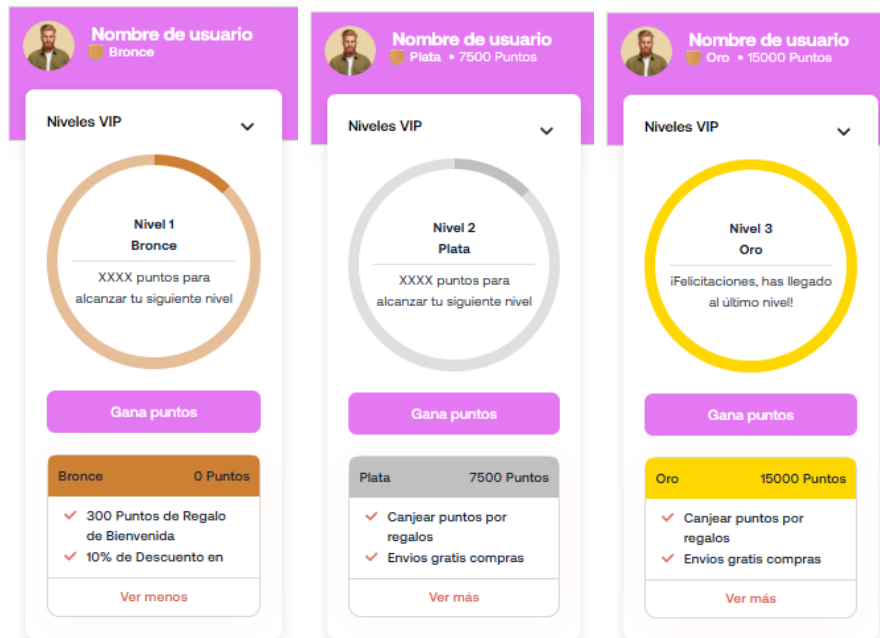 Nombre de usuario
Bronce
Niveles VIP
Nivel 1
Bronce
XXXX puntos para
alcanzar tu siguiente nivel
Gana puntos
Bronce 0 Puntos
300 Puntos de Regalo
de Bienvenida
10% de Descuento en
Ver menos
Nombre de usuario
Plata • 7500 Puntos
Niveles VIP
Nivel 2
Plata
XXXX puntos para
alcanzar tu siguiente nivel
Gana puntos
Plata 7500 Puntos
Canjear puntos por
regalos
Envios gratis compras
Ver más
Nombre de usuario
Oro • 15000 Puntos
Niveles VIP
Nivel 3
Oro
¡Felicitaciones, has llegado
al último nivel!
Gana puntos
Oro 15000 Puntos
Canjear puntos por
regalos
Envios gratis compras
Ver más